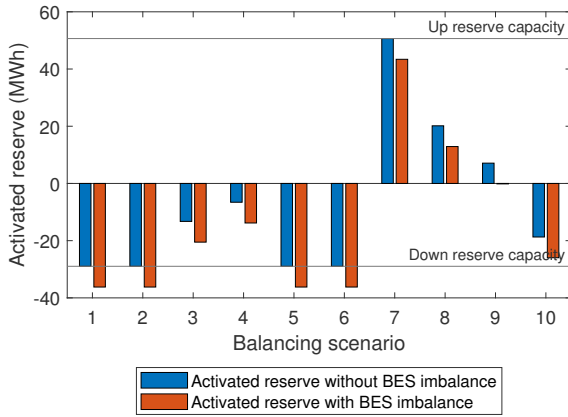 60
40
20
0
-20
-40
Activated reserve (MWh)
Up reserve capacity
Down reserve capacity
1 2 3 4 5 6 7 8 9 10
Balancing scenario
Activated reserve without BES imbalance
Activated reserve with BES imbalance